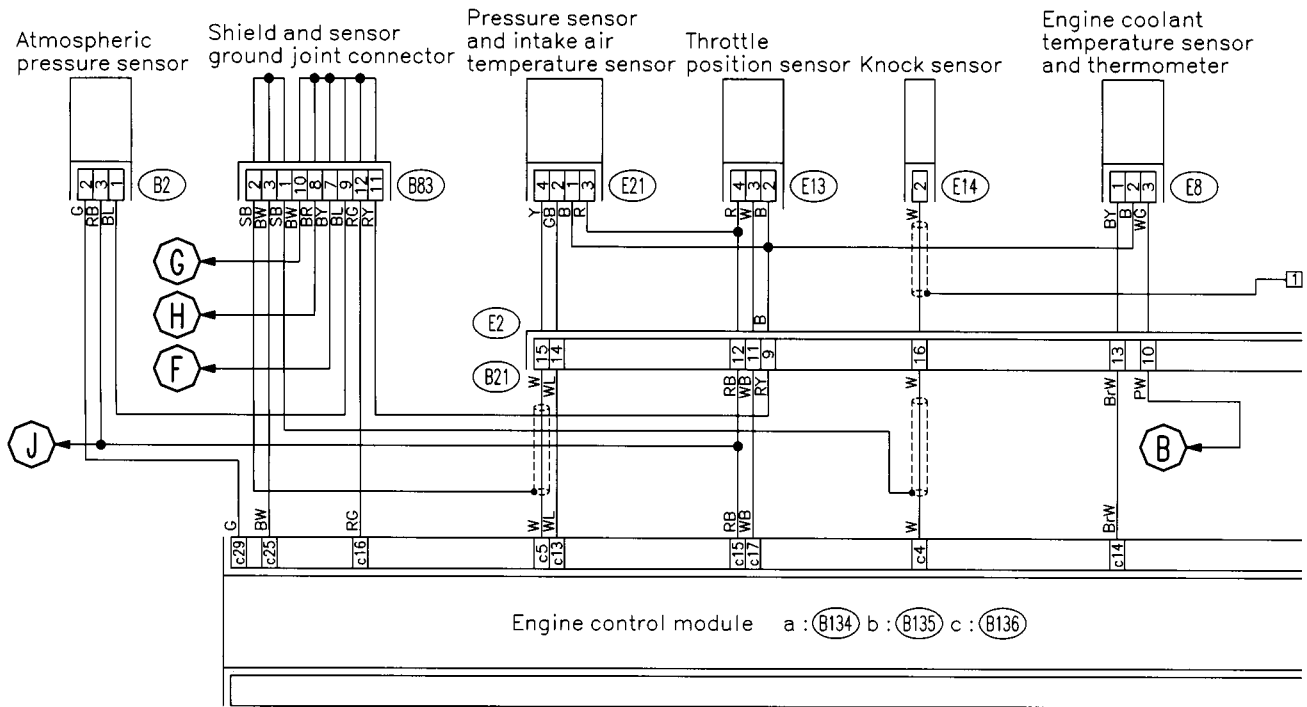 Atmospheric
pressure sensor
Shield and sensor
ground joint connector
Pressure sensor
and intake air
temperature sensor
Throttle
position sensor
Knock sensor
Engine coolant
temperature sensor
and thermometer
2 3 1
B2
2 3 1 10 8 7 9 12 11
B83
4 2 1 3
E21
4 3 2
E13
2
E14
1 2 3
E8
G RB BL
SB BW SB BW BR BY BL RG RY
Y GB B R
R W B
W
BY B WG
G
H
F
J
1
E2
B
15 14
12 11 9
16
13 10
B21
W WL
RB WB RY
W
BrW PW
B
G BW RG
W WL
RB WB
W
BrW
c29 c25 c16
c5 c13
c15 c17
c4
c14
Engine control module a : B134 b : B135 c : B136